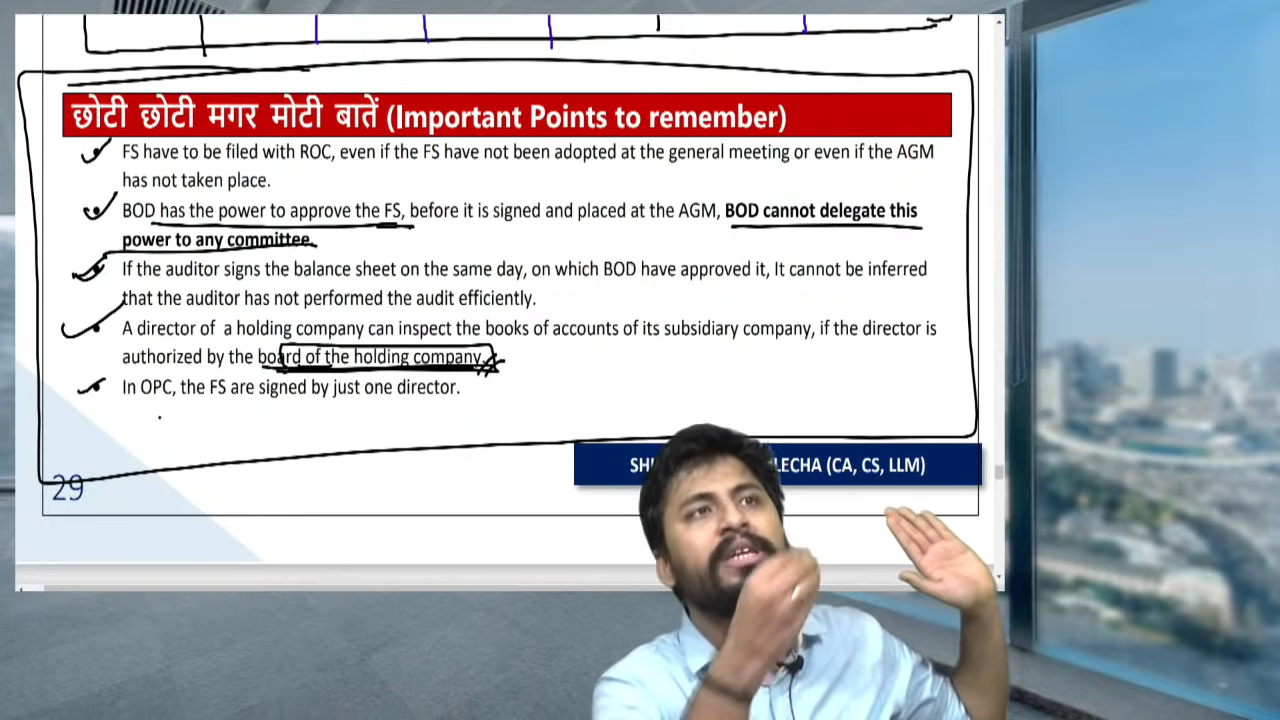 छोटी छोटी मगर मोटी बातें (Important Points to remember)
FS have to be filed with ROC, even if the FS have not been adopted at the general meeting or even if the AGM
has not taken place.
BOD has the power to approve the FS, before it is signed and placed at the AGM, BOD cannot delegate this
power to any committee.
If the auditor signs the balance sheet on the same day, on which BOD have approved it, It cannot be inferred
that the auditor has not performed the audit efficiently.
A director of a holding company can inspect the books of accounts of its subsidiary company, if the director is
authorized by the board of the holding company.
In OPC, the FS are signed by just one director.
(CA, CS, LLM)
29